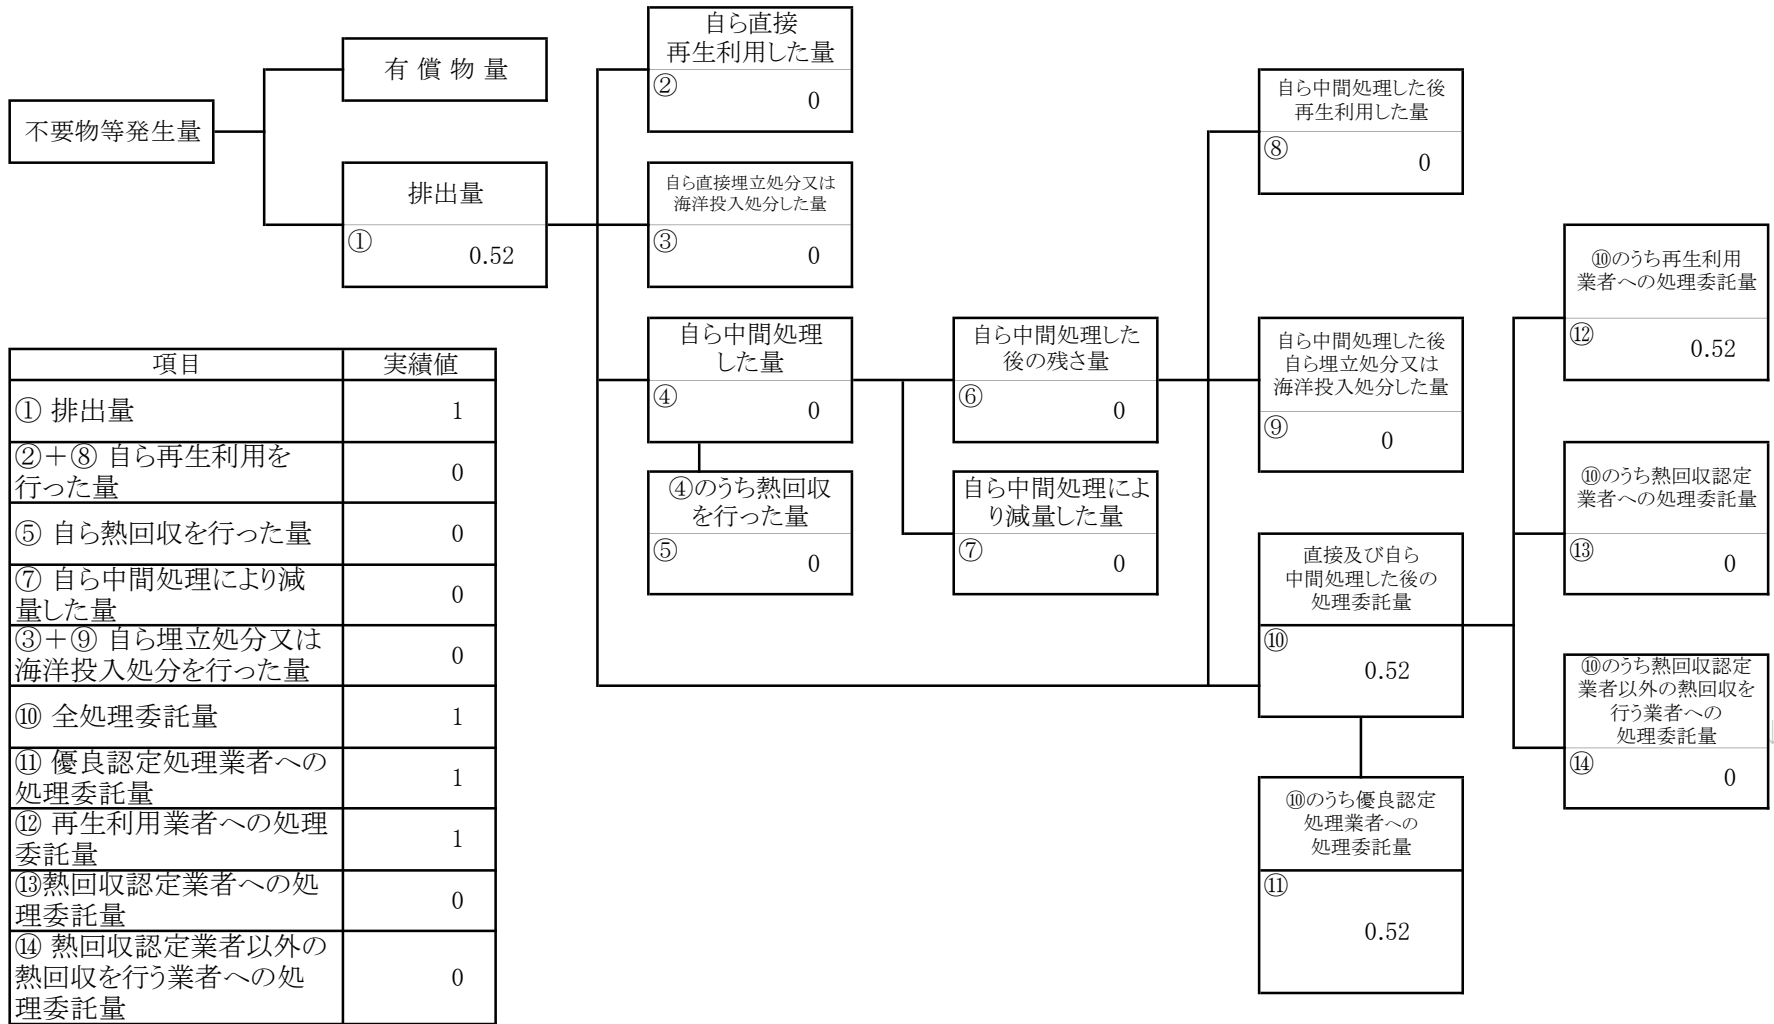 不要物等発生量
有 償 物 量
排出量
① 0.52
自ら直接
再生利用した量
② 0
自ら直接埋立処分又は
海洋投入処分した量
③ 0
自ら中間処理
した量
④ 0
④のうち熱回収
を行った量
⑤ 0
自ら中間処理した
後の残さ量
⑥ 0
自ら中間処理によ
り減量した量
⑦ 0
自ら中間処理した後
再生利用した量
⑧ 0
自ら中間処理した後
自ら埋立処分又は
海洋投入処分した量
⑨ 0
直接及び自ら
中間処理した後の
処理委託量
⑩
0.52
⑩のうち優良認定
処理業者への
処理委託量
⑪
0.52
⑩のうち再生利用
業者への処理委託量
⑫ 0.52
⑩のうち熱回収認定
業者への処理委託量
⑬ 0
⑩のうち熱回収認定
業者以外の熱回収を
行う業者への
処理委託量
⑭ 0
項目 実績値
① 排出量 1
②＋⑧ 自ら再生利用を
行った量 0
⑤ 自ら熱回収を行った量 0
⑦ 自ら中間処理により減
量した量 0
③＋⑨ 自ら埋立処分又は
海洋投入処分を行った量 0
⑩ 全処理委託量 1
⑪ 優良認定処理業者への
処理委託量 1
⑫ 再生利用業者への処理
委託量 1
⑬熱回収認定業者への処
理委託量 0
⑭ 熱回収認定業者以外の
熱回収を行う業者への処
理委託量 0